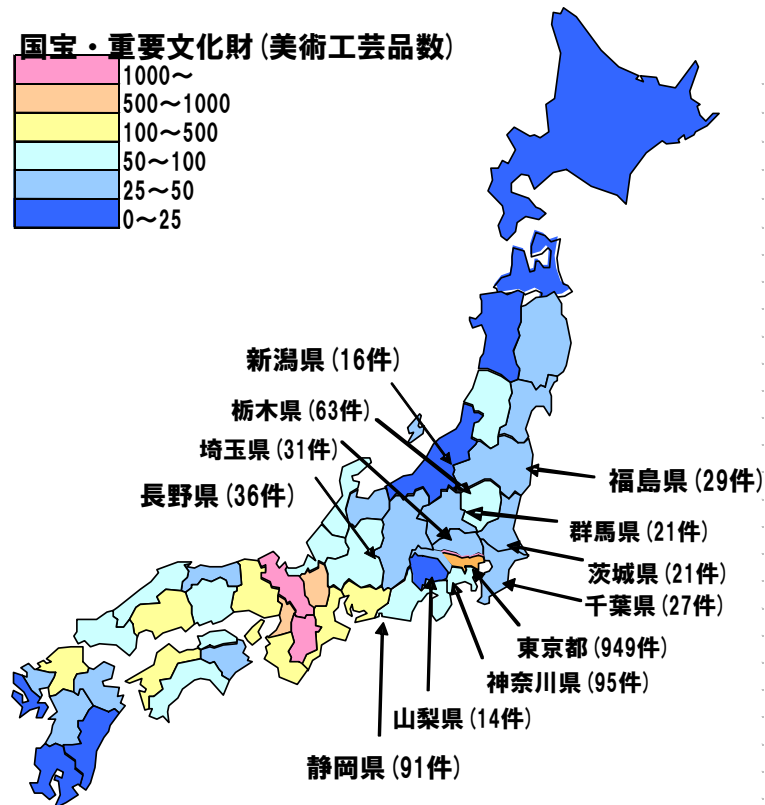 国宝・重要文化財(美術工芸品数)
1000～
500～1000
100～500
50～100
25～50
0～25
新潟県(16件)
栃木県(63件)
埼玉県(31件)
長野県(36件)
福島県(29件)
群馬県(21件)
茨城県(21件)
千葉県(27件)
東京都(949件)
神奈川県(95件)
山梨県(14件)
静岡県(91件)